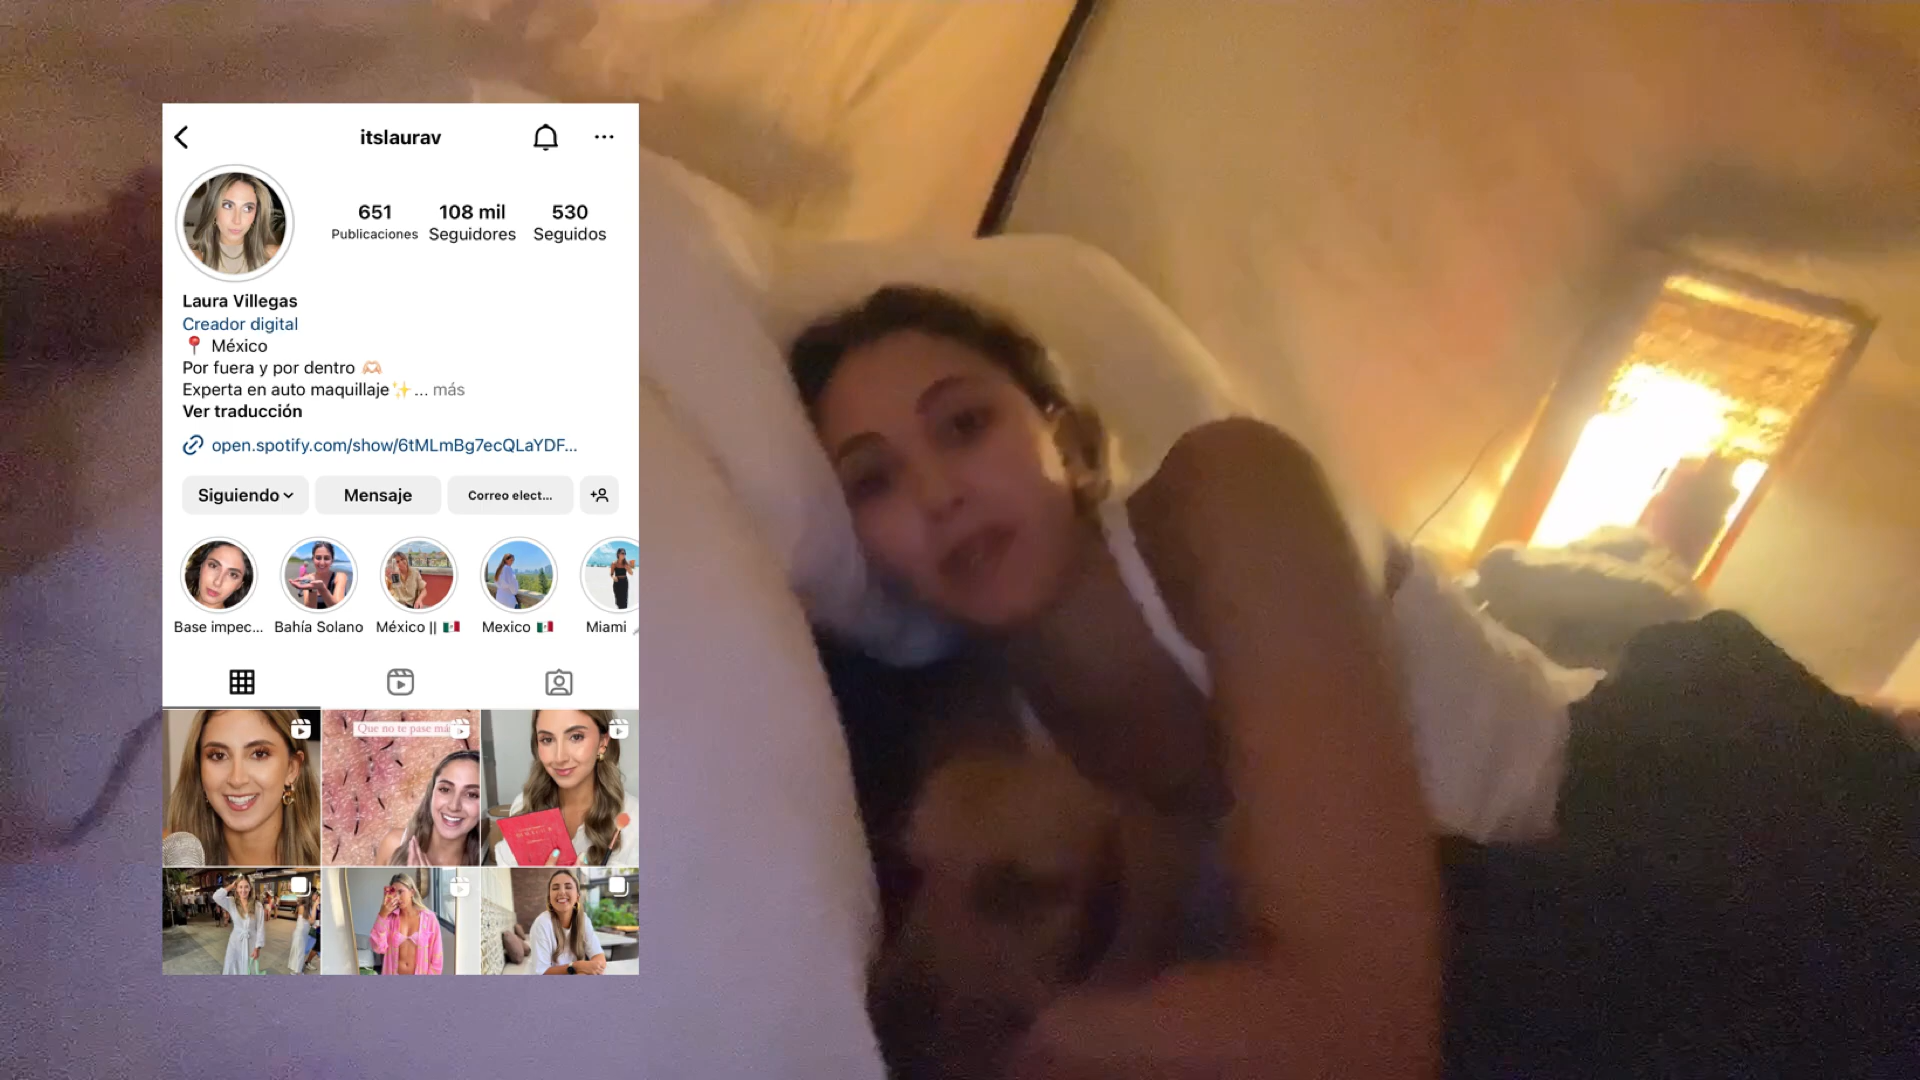 itslaurav
651
108 mil
530
Publicaciones
Seguidores
Seguidos
Laura Villegas
Creador digital
📍 México
Por fuera y por dentro 🫶🏻
Experta en auto maquillaje✨... más
Ver traducción
open.spotify.com/show/6tMLmBg7ecQLaYDF...
Siguiendo
Mensaje
Correo elect...
Base impec...
Bahía Solano
México || 🇲🇽
Mexico 🇲🇽
Miami
Que no te pase má